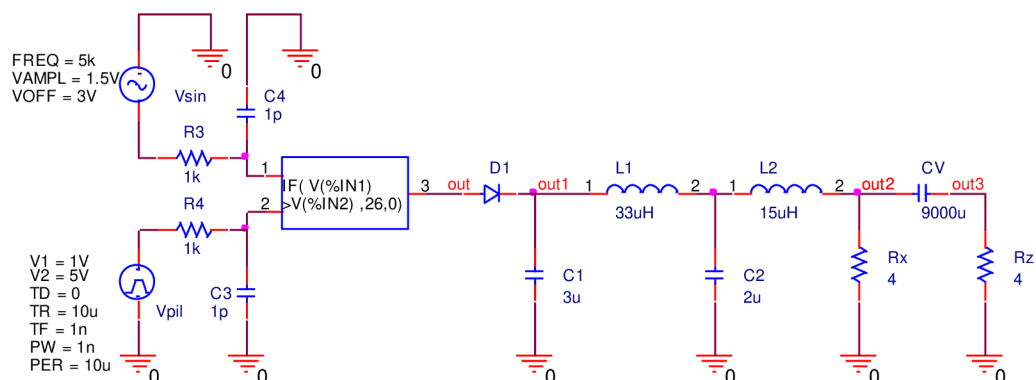 FREQ = 5k
VAMPL = 1.5V
VOFF = 3V
Vsin
0
0
C4
1p
R3
1k
1
IF( V(%IN1)
>V(%IN2) ,26,0)
2
3
out
D1
out1
1
L1
2
33uH
1
L2
2
15uH
out2
CV
out3
9000u
R4
1k
V1 = 1V
V2 = 5V
TD = 0
TR = 10u
TF = 1n
PW = 1n
PER = 10u
Vpil
C3
1p
C1
3u
C2
2u
Rx
4
Rz
4
0
0
0
0
0
0